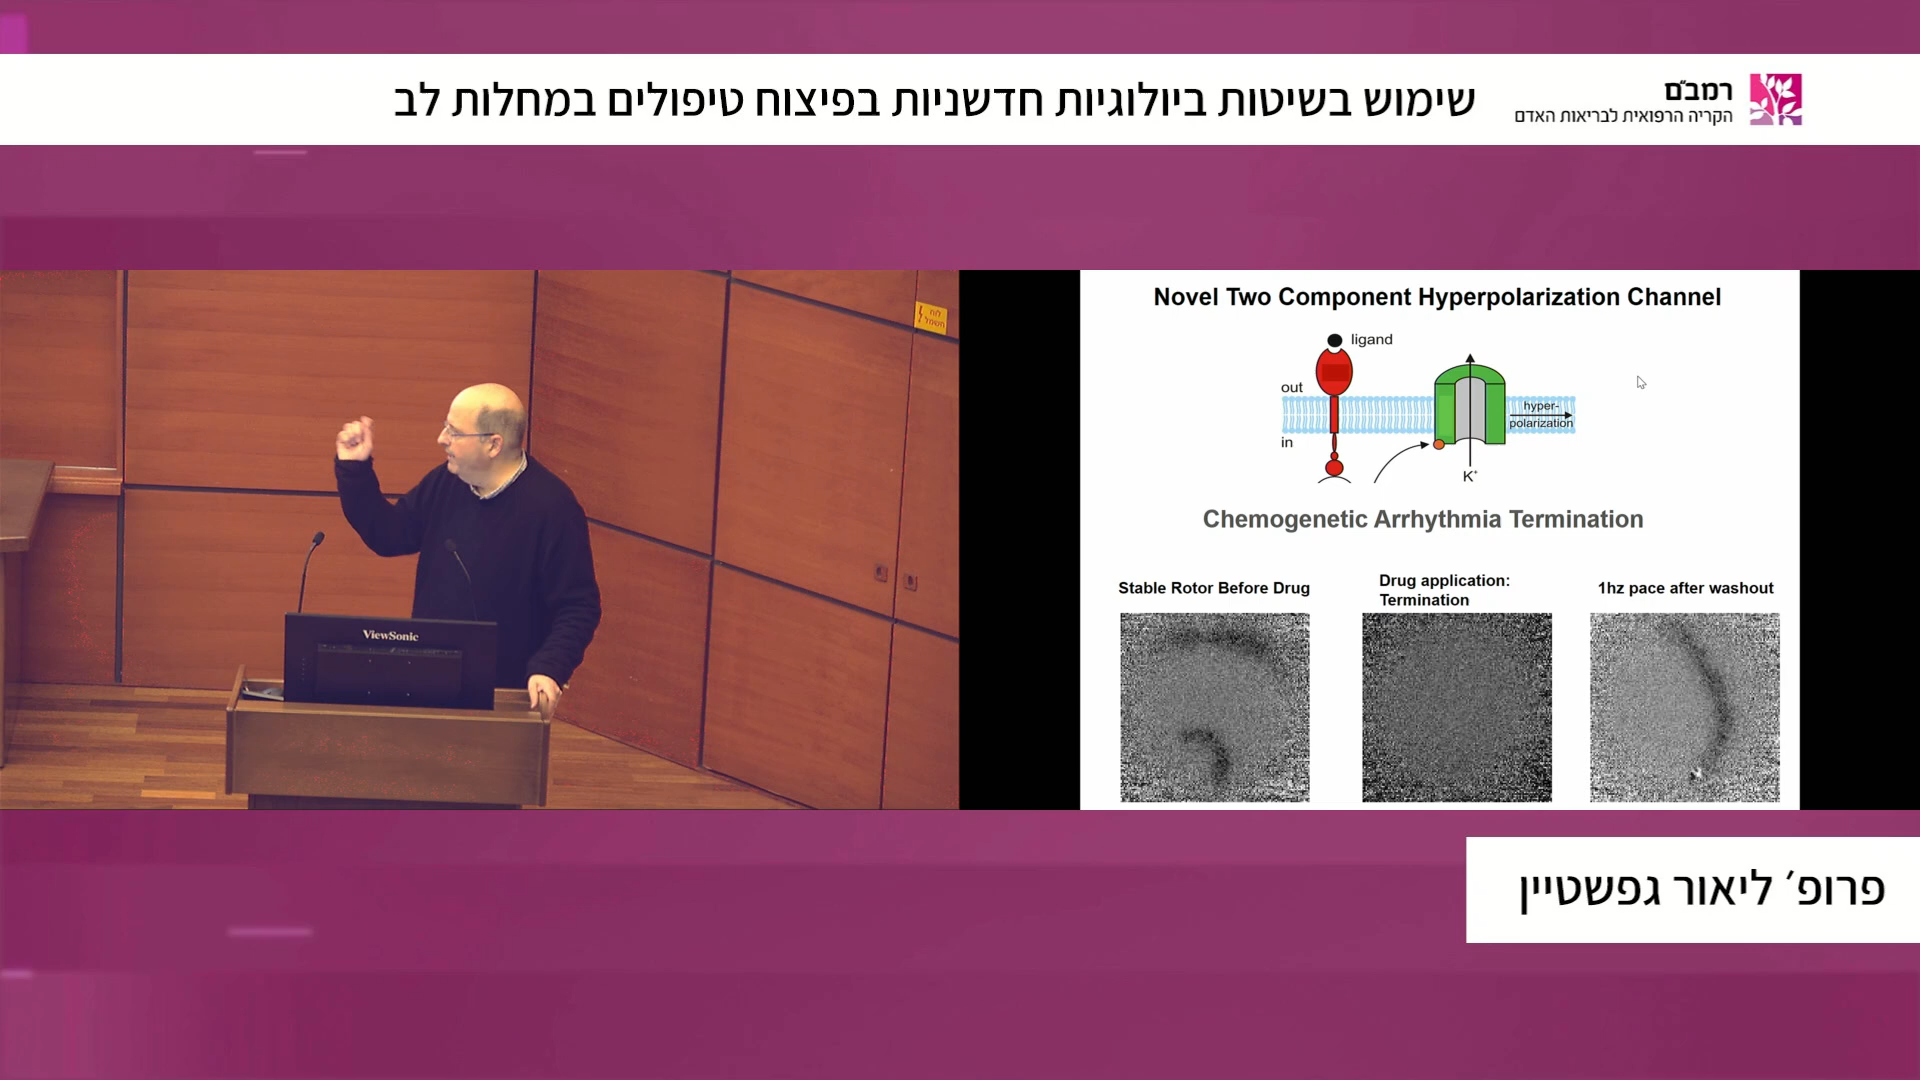 שימוש בשיטות ביולוגיות חדשניות בפיצוח טיפולים במחלות לב
רמב״ם
הקריה הרפואית לבריאות האדם
לוח
חשמל
ViewSonic
Novel Two Component Hyperpolarization Channel
ligand
out
in
hyper-
polarization
K⁺
Chemogenetic Arrhythmia Termination
Stable Rotor Before Drug
Drug application:
Termination
1hz pace after washout
פרופ׳ ליאור גפשטיין